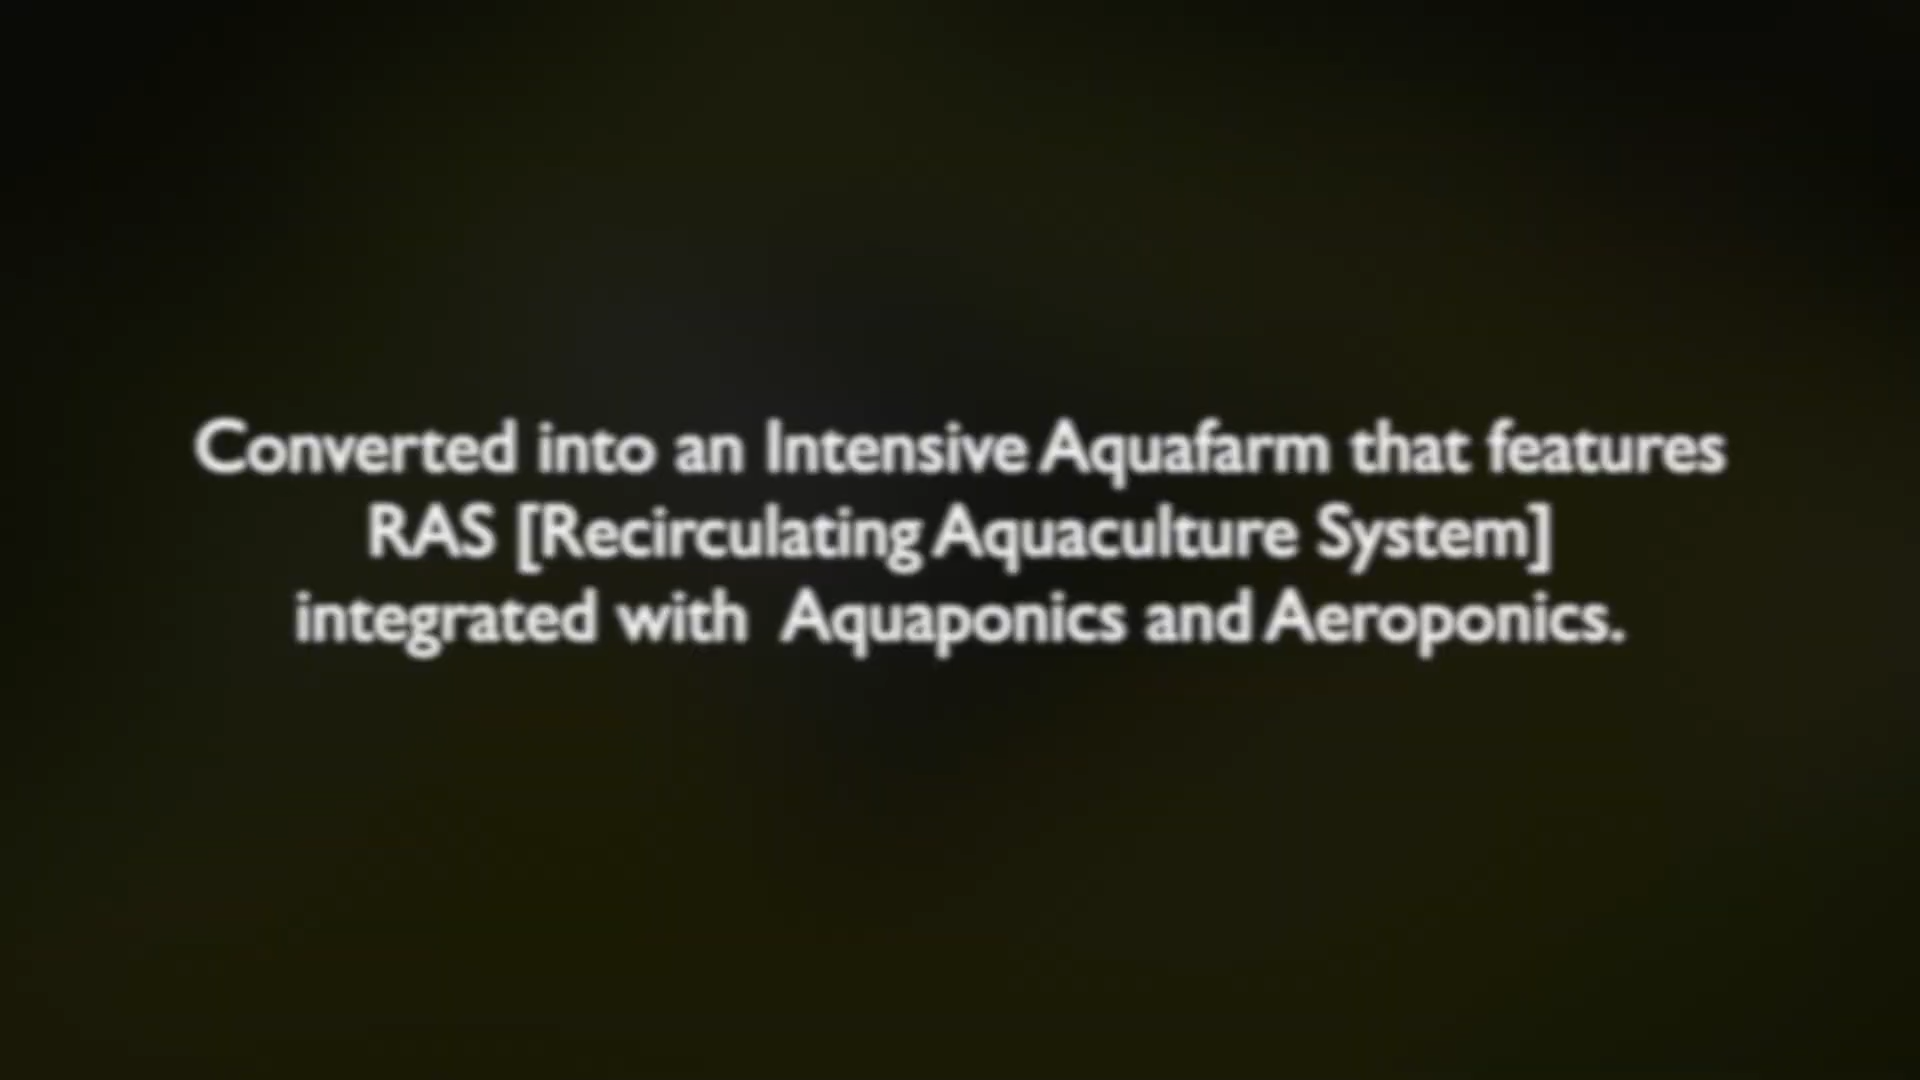 Converted into an Intensive Aquafarm that features
RAS [Recirculating Aquaculture System]
integrated with  Aquaponics and Aeroponics.